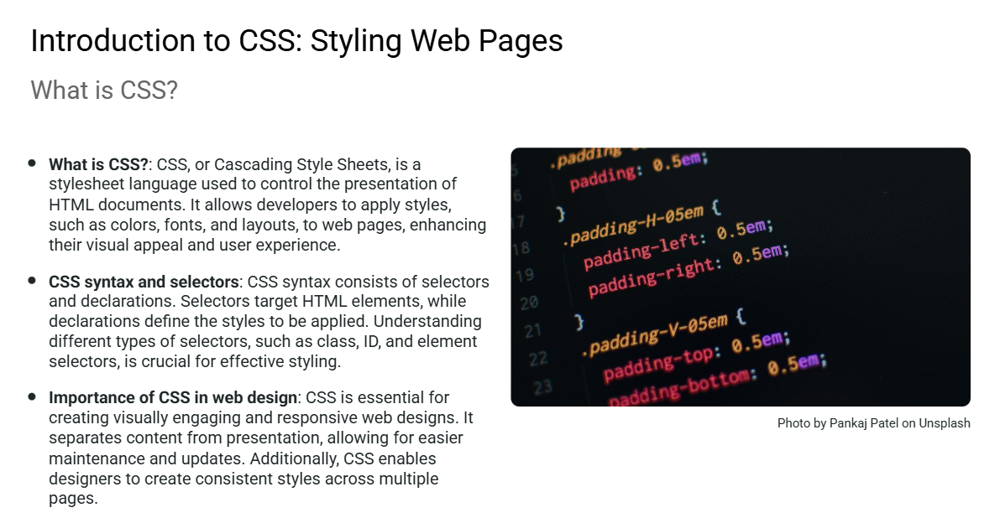 Introduction to CSS: Styling Web Pages
What is CSS?
What is CSS?: CSS, or Cascading Style Sheets, is a
stylesheet language used to control the presentation of
HTML documents. It allows developers to apply styles,
such as colors, fonts, and layouts, to web pages, enhancing
their visual appeal and user experience.
CSS syntax and selectors: CSS syntax consists of selectors
and declarations. Selectors target HTML elements, while
declarations define the styles to be applied. Understanding
different types of selectors, such as class, ID, and element
selectors, is crucial for effective styling.
Importance of CSS in web design: CSS is essential for
creating visually engaging and responsive web designs. It
separates content from presentation, allowing for easier
maintenance and updates. Additionally, CSS enables
designers to create consistent styles across multiple
pages.
.padding
padding: 0.5em;
17 }
18 .padding-H-05em {
19 padding-left: 0.5em;
20 padding-right: 0.5em;
21 }
22 .padding-V-05em {
23 padding-top: 0.5em;
padding-bottom: 0.5em;
Photo by Pankaj Patel on Unsplash